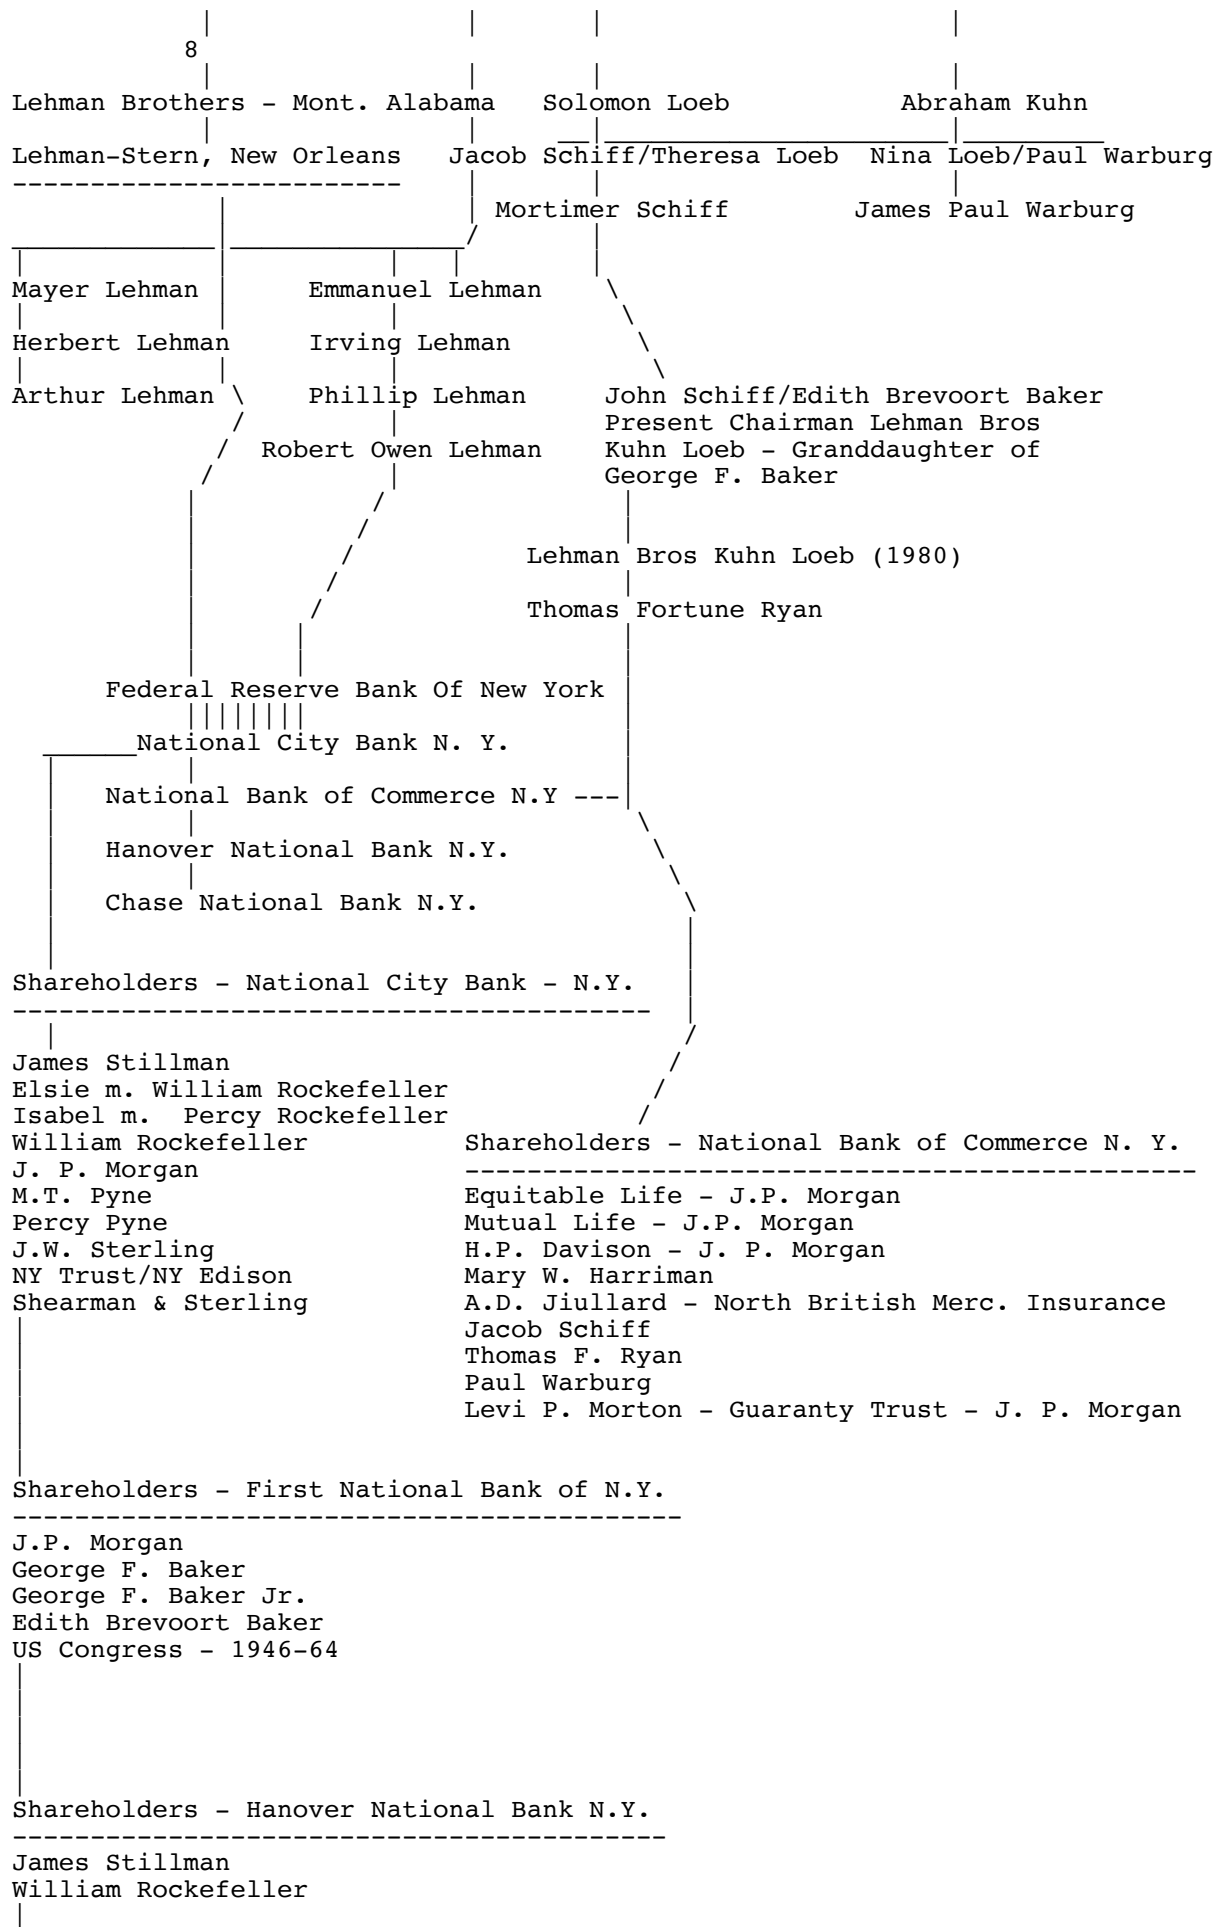 8
Lehman Brothers - Mont. Alabama Solomon Loeb Abraham Kuhn
Lehman-Stern, New Orleans Jacob Schiff/Theresa Loeb Nina Loeb/Paul Warburg
Mortimer Schiff James Paul Warburg
Mayer Lehman Emmanuel Lehman
Herbert Lehman Irving Lehman
Arthur Lehman Phillip Lehman John Schiff/Edith Brevoort Baker
Present Chairman Lehman Bros
Robert Owen Lehman Kuhn Loeb - Granddaughter of
George F. Baker
Lehman Bros Kuhn Loeb (1980)
Thomas Fortune Ryan
Federal Reserve Bank Of New York
National City Bank N. Y.
National Bank of Commerce N.Y ---
Hanover National Bank N.Y.
Chase National Bank N.Y.
Shareholders - National City Bank - N.Y.
James Stillman
Elsie m. William Rockefeller
Isabel m. Percy Rockefeller
William Rockefeller Shareholders - National Bank of Commerce N. Y.
J. P. Morgan
M.T. Pyne Equitable Life - J.P. Morgan
Percy Pyne Mutual Life - J.P. Morgan
J.W. Sterling H.P. Davison - J. P. Morgan
NY Trust/NY Edison Mary W. Harriman
Shearman & Sterling A.D. Jiullard - North British Merc. Insurance
Jacob Schiff
Thomas F. Ryan
Paul Warburg
Levi P. Morton - Guaranty Trust - J. P. Morgan
Shareholders - First National Bank of N.Y.
J.P. Morgan
George F. Baker
George F. Baker Jr.
Edith Brevoort Baker
US Congress - 1946-64
Shareholders - Hanover National Bank N.Y.
James Stillman
William Rockefeller